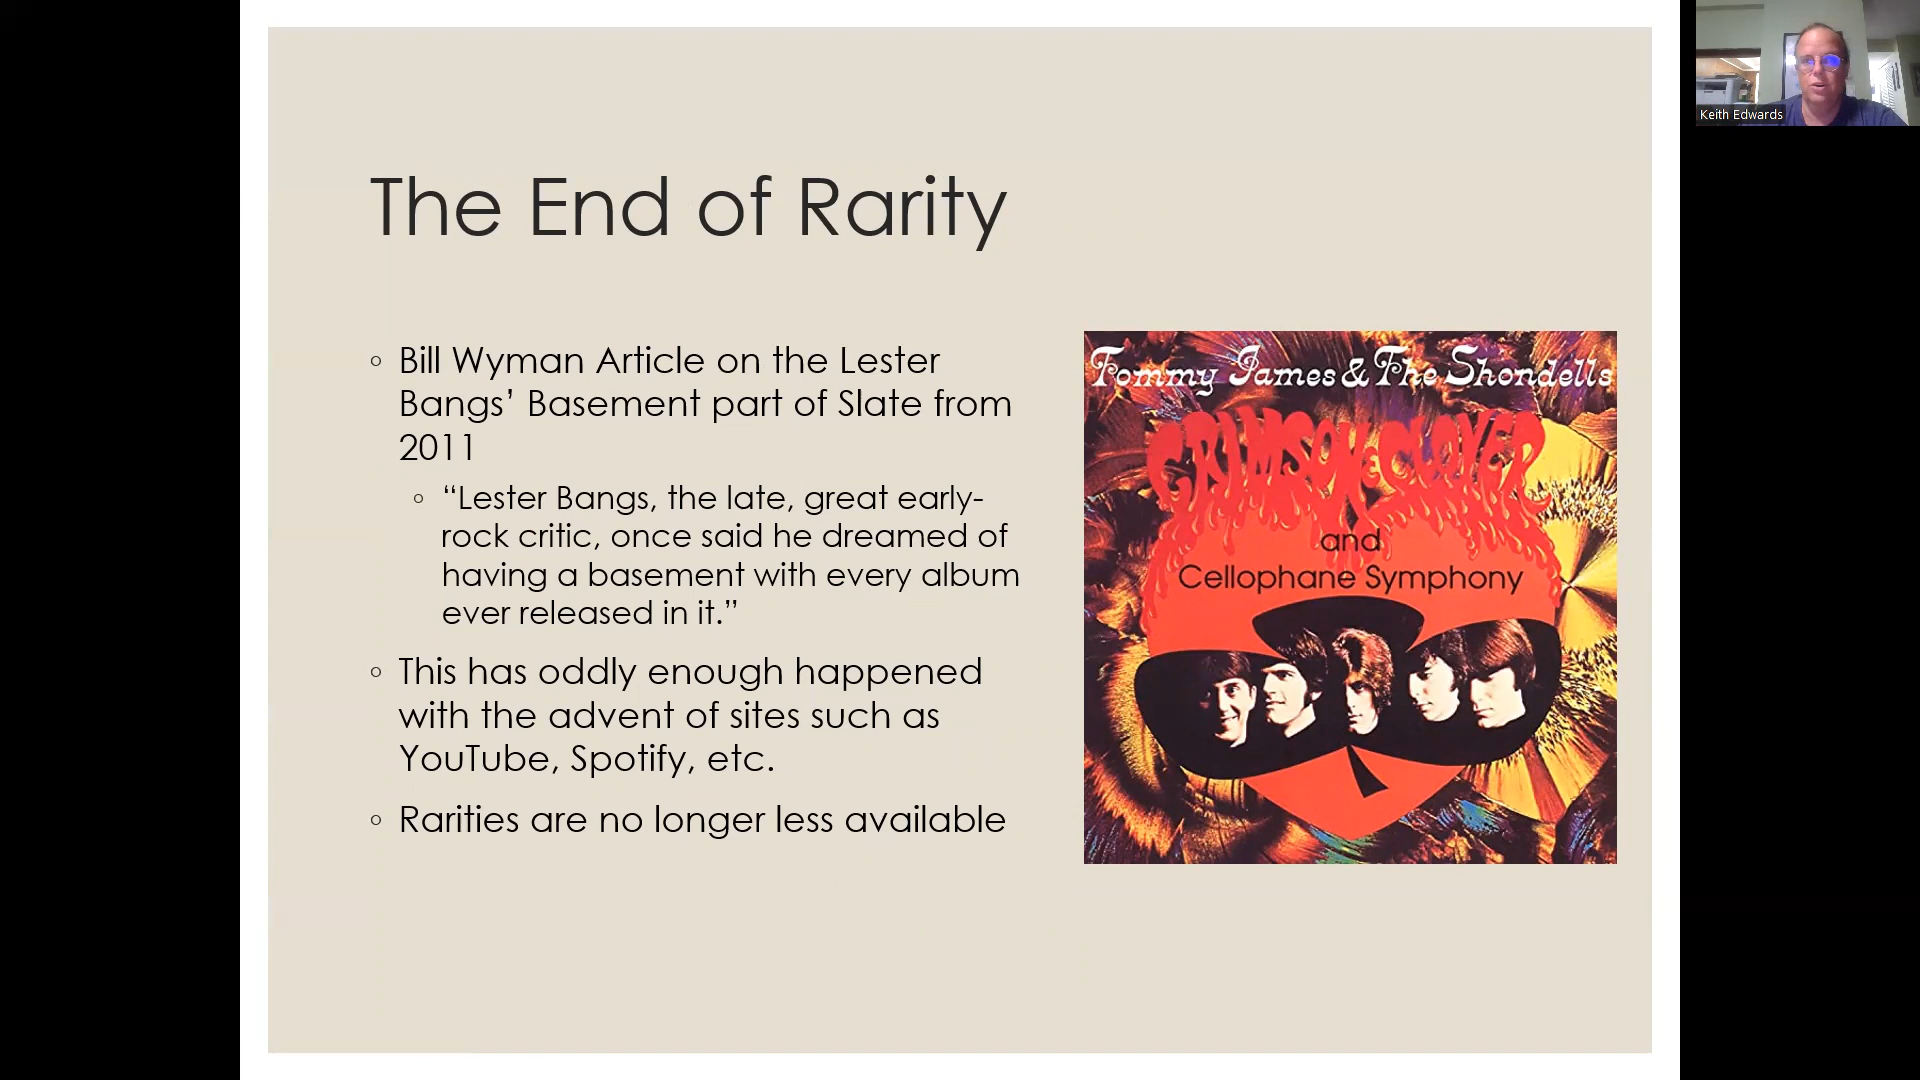 Keith Edwards
The End of Rarity
◦ Bill Wyman Article on the Lester
Bangs’ Basement part of Slate from
2011
◦ “Lester Bangs, the late, great early-
rock critic, once said he dreamed of
having a basement with every album
ever released in it.”
◦ This has oddly enough happened
with the advent of sites such as
YouTube, Spotify, etc.
◦ Rarities are no longer less available
Tommy James & The Shondells
CRIMSON & CLOVER
and
Cellophane Symphony